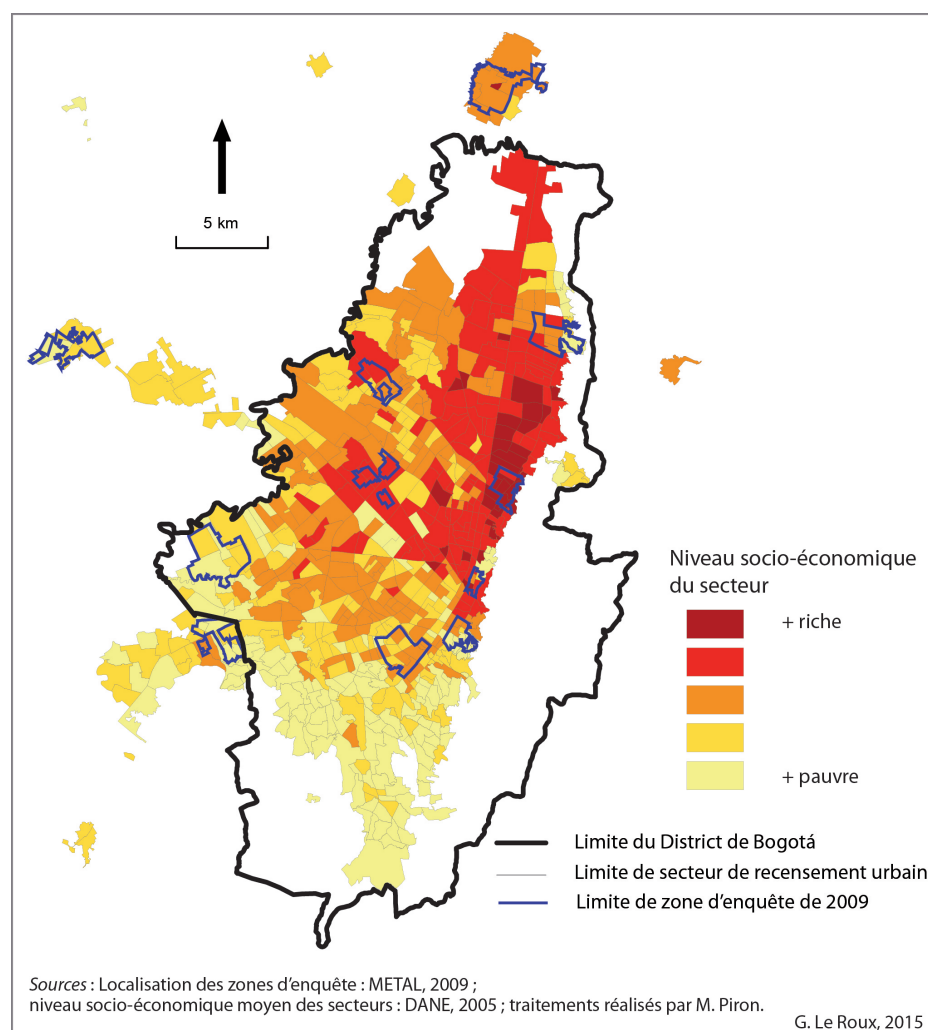 5 km
Niveau socio-économique
du secteur
+ riche
+ pauvre
Limite du District de Bogotá
Limite de secteur de recensement urbain
Limite de zone d'enquête de 2009
Sources : Localisation des zones d'enquête : METAL, 2009 ;
niveau socio-économique moyen des secteurs : DANE, 2005 ; traitements réalisés par M. Piron.
G. Le Roux, 2015